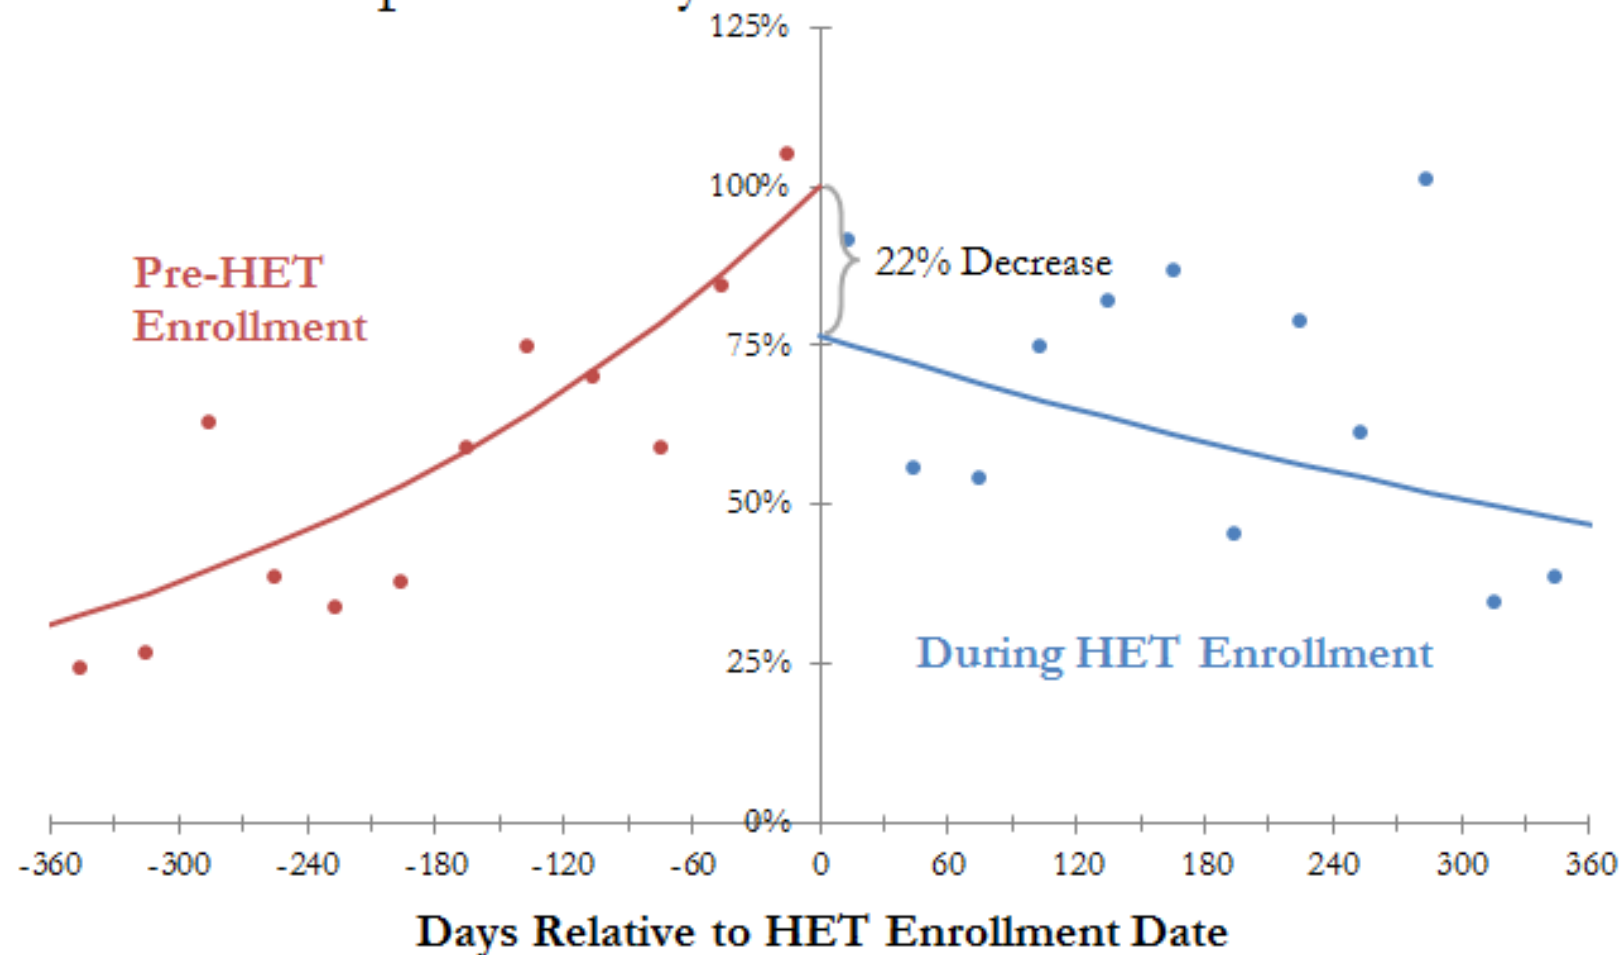 125%
100%
Pre-HET
Enrollment
22% Decrease
75%
50%
During HET Enrollment
25%
0%
-360 -300 -240 -180 -120 -60 0 60 120 180 240 300 360
Days Relative to HET Enrollment Date